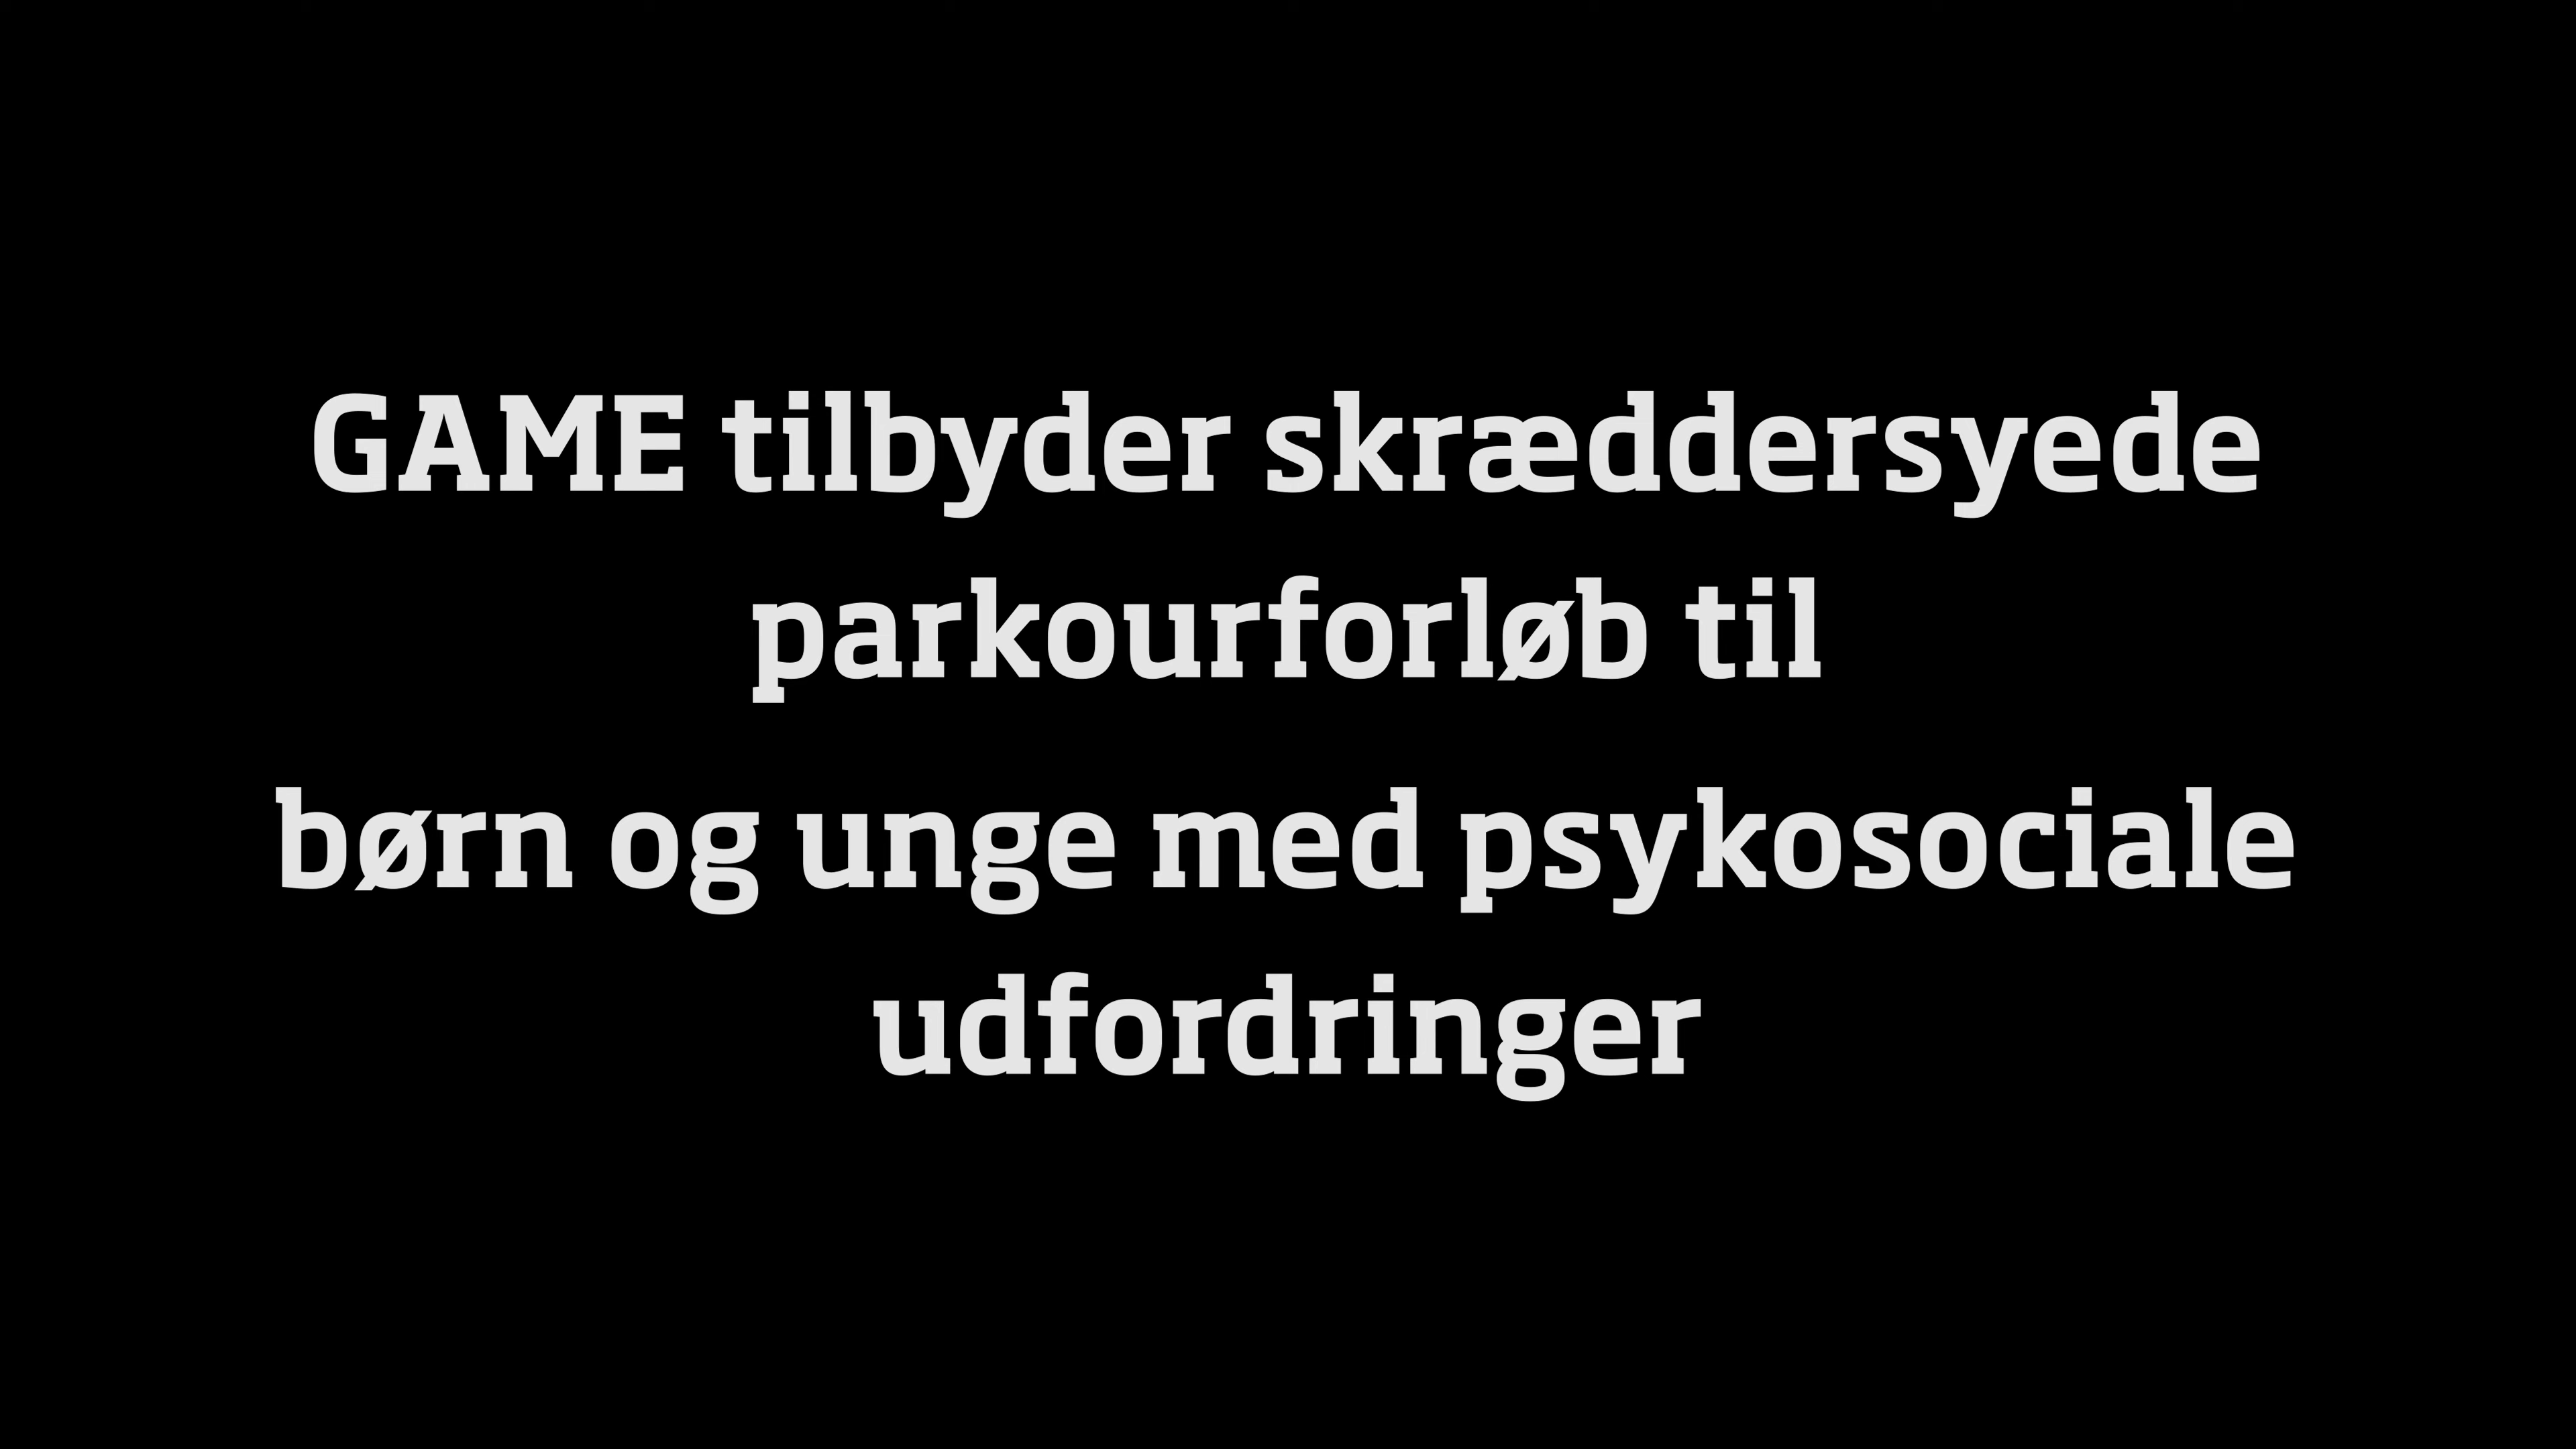 GAME tilbyder skræddersyede
parkourforløb til
børn og unge med psykosociale
udfordringer